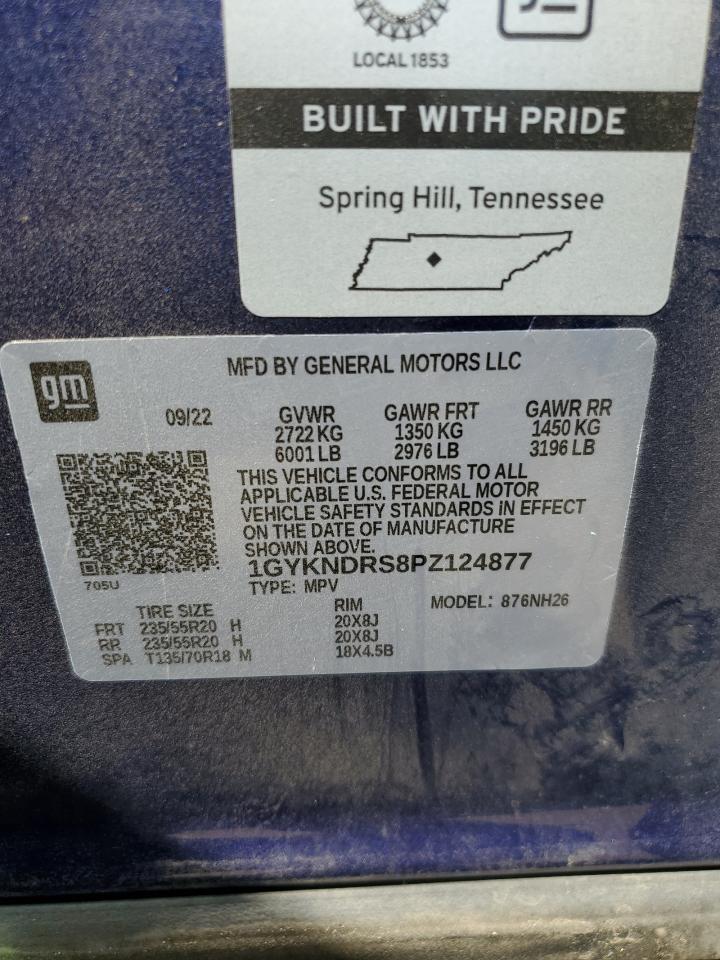 LOCAL 1853
BUILT WITH PRIDE
Spring Hill, Tennessee
gm
MFD BY GENERAL MOTORS LLC
09/22 GVWR GAWR FRT GAWR RR
2722 KG 1350 KG 1450 KG
6001 LB 2976 LB 3196 LB
THIS VEHICLE CONFORMS TO ALL
APPLICABLE U.S. FEDERAL MOTOR
VEHICLE SAFETY STANDARDS IN EFFECT
ON THE DATE OF MANUFACTURE
SHOWN ABOVE.
1GYKNDRS8PZ124877
705U
TYPE: MPV
TIRE SIZE RIM MODEL: 876NH26
FRT 235/55R20 H 20X8J
RR 235/55R20 H 20X8J
SPA T135/70R18 M 18X4.5B